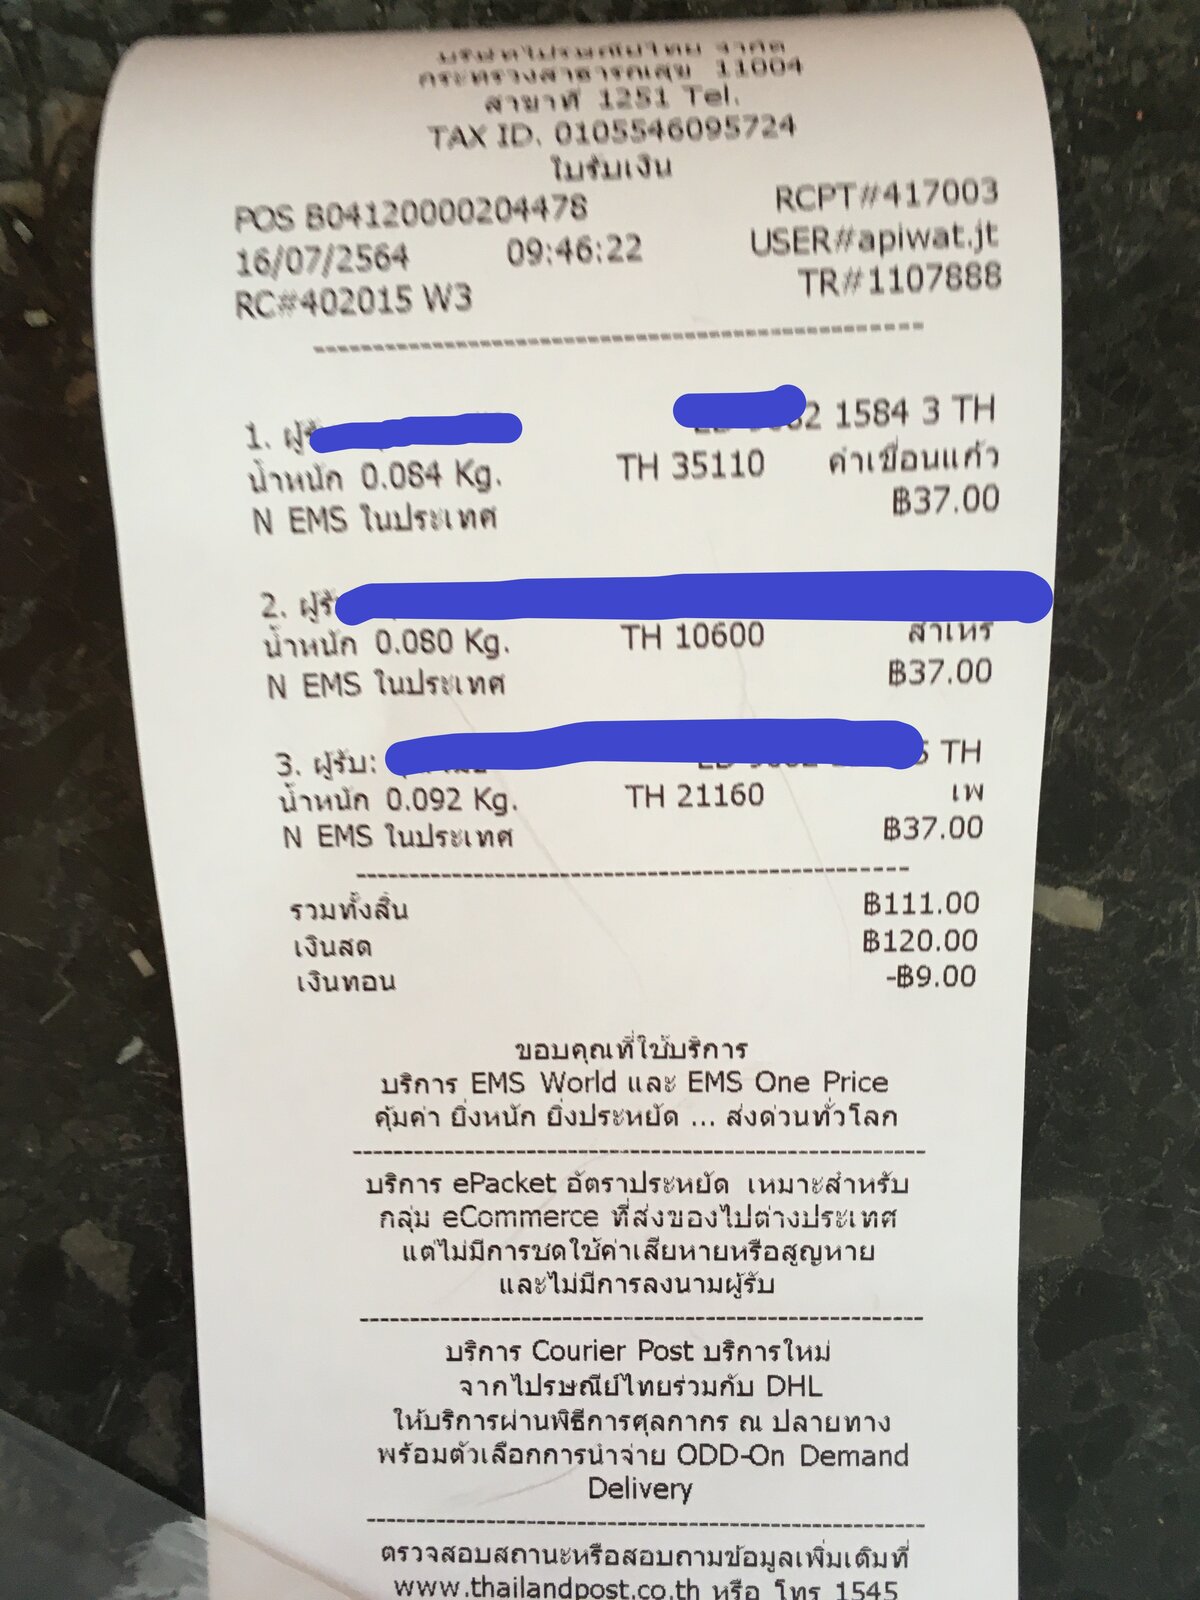 บริษัทไปรษณีย์ไทย จำกัด
กระทรวงสาธารณสุข 11004
สาขาที่ 1251 Tel.
TAX ID. 0105546095724
ใบรับเงิน
POS B04120000204478 RCPT#417003
16/07/2564 09:46:22 USER#apiwat.jt
RC#402015 W3 TR#1107888
1. 1584 3 TH
น้ำหนัก 0.084 Kg. TH 35110 คำเขื่อนแก้ว
N EMS ในประเทศ ฿37.00
2.
น้ำหนัก 0.080 Kg. TH 10600 สำเหร่
N EMS ในประเทศ ฿37.00
3. ผู้รับ: TH
น้ำหนัก 0.092 Kg. TH 21160 เพ
N EMS ในประเทศ ฿37.00
รวมทั้งสิ้น ฿111.00
เงินสด ฿120.00
เงินทอน -฿9.00
ขอบคุณที่ใช้บริการ
บริการ EMS World และ EMS One Price
คุ้มค่า ยิ่งหนัก ยิ่งประหยัด ... ส่งด่วนทั่วโลก
บริการ ePacket อัตราประหยัด เหมาะสำหรับ
กลุ่ม eCommerce ที่ส่งของไปต่างประเทศ
แต่ไม่มีการชดใช้ค่าเสียหายหรือสูญหาย
และไม่มีการลงนามผู้รับ
บริการ Courier Post บริการใหม่
จากไปรษณีย์ไทยร่วมกับ DHL
ให้บริการผ่านพิธีการศุลกากร ณ ปลายทาง
พร้อมตัวเลือกการนำจ่าย ODD-On Demand
Delivery
ตรวจสอบสถานะหรือสอบถามข้อมูลเพิ่มเติมที่
www.thailandpost.co.th หรือ โทร 1545